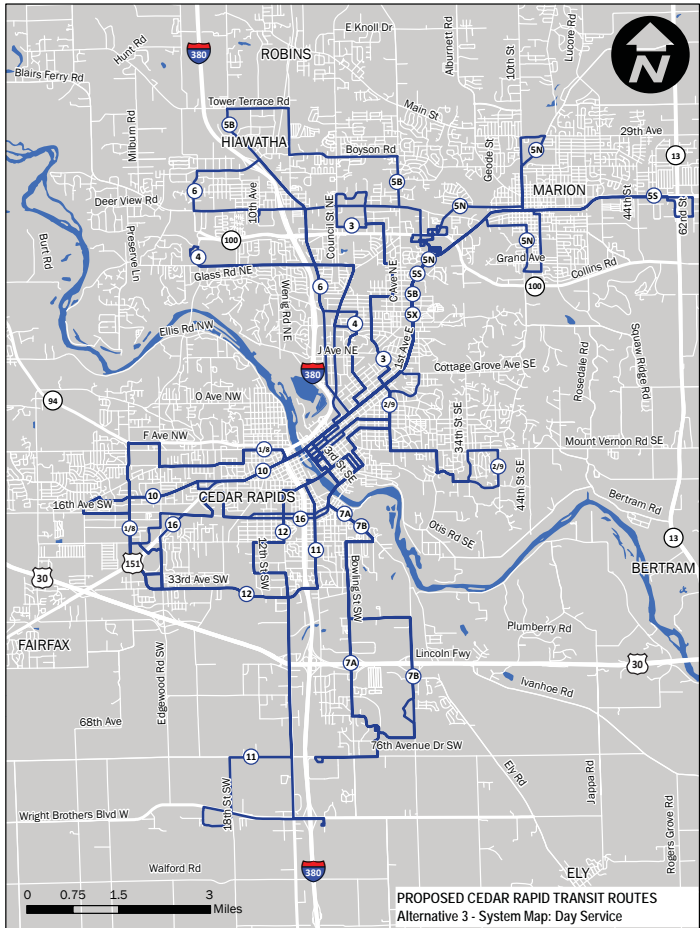 E Knoll Dr
Alburnett Rd
10th St
Lucore Rd
Hunt Rd
380
ROBINS
N
Blairs Ferry Rd
Tower Terrace Rd
Main St
5B
HIAWATHA
Milburn Rd
Boyson Rd
Geode St
5N
29th Ave
13
MARION
6
5B
Deer View Rd
10th Ave
Council St NE
5N
44th St
5S
62nd St
3
100
Preserve Ln
Burt Rd
4
Glass Rd NE
C Ave NE
5N
5N
Grand Ave
Collins Rd
5S
100
6
5B
Wenig Rd NE
5X
4
Ellis Rd NW
J Ave NE
1st Ave E
3
Cottage Grove Ave SE
Rosedale Rd
Squaw Ridge Rd
380
O Ave NW
94
2/9
34th St SE
F Ave NW
1/8
Mount Vernon Rd SE
3rd St SE
2/9
44th St SE
10
10
CEDAR RAPIDS
16th Ave SW
Bertram Rd
1/8
16
16
7A
12
7B
Otis Rd SE
11
13
151
12th St SW
Bowling St SW
BERTRAM
30
33rd Ave SW
12
Plumberry Rd
FAIRFAX
Lincoln Fwy
7A
7B
30
Ivanhoe Rd
Edgewood Rd SW
68th Ave
76th Avenue Dr SW
11
Ely Rd
Jappa Rd
18th St SW
Wright Brothers Blvd W
Rogers Grove Rd
Walford Rd
380
ELY
0 0.75 1.5 3
Miles
PROPOSED CEDAR RAPID TRANSIT ROUTES
Alternative 3 - System Map: Day Service